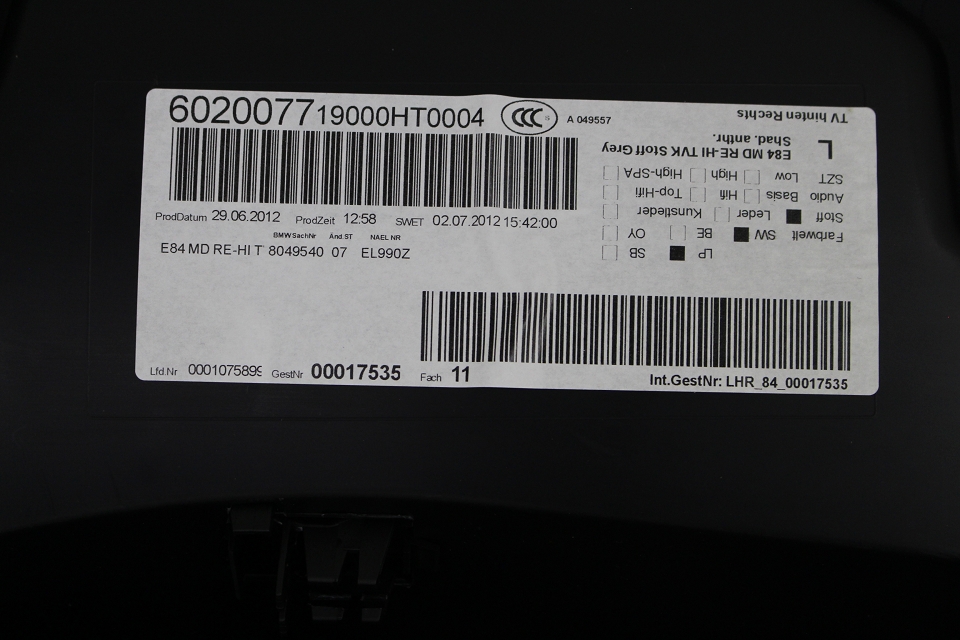 602007719000HT0004 CCC S A 049557
ProdDatum 29.06.2012 ProdZeit 12:58 SWET 02.07.2012 15:42:00
BMW SachNr Änd.ST NAEL NR
E84 MD RE-HI T 8049540 07 EL990Z
Lfd.Nr 0001075899 GestNr 00017535 Fach 11
Int.GestNr: LHR_84_00017535
LP SB
Farbwelt SW BE OY
Stoff Leder Kunstleder
Audio Basis Hifi Top-Hifi
SZT Low High High-SPA
E84 MD RE-HI TVK Stoff Grey
Shad. anthr.
L
TV hinten Rechts